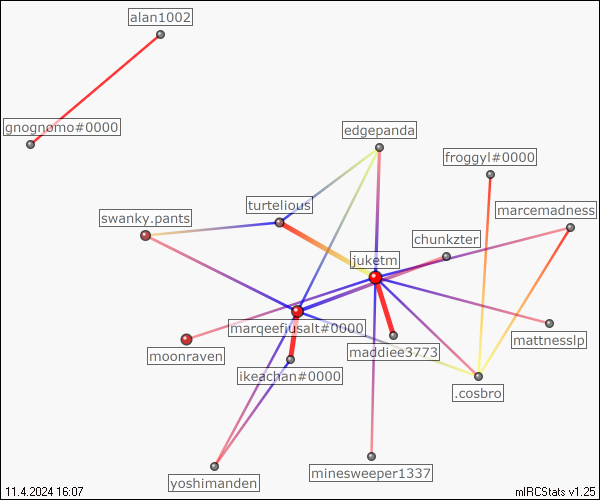 alan1002
gnognomo#0000
edgepanda
froggyl#0000
turtelious
marcemadness
swanky.pants
chunkzter
juketm
marqeefiusalt#0000
mattnesslp
maddiee3773
moonraven
ikeachan#0000
.cosbro
minesweeper1337
yoshimanden
11.4.2024 16:07
mIRCStats v1.25